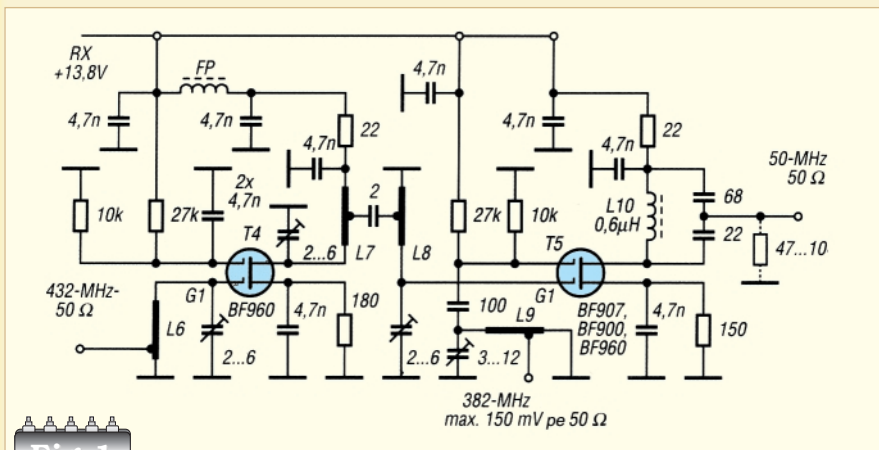 RX
+13,8V
FP
4,7n
4,7n
4,7n
22
4,7n
4,7n
4,7n
22
50-MHz
50 Ω
10k
27k
2x
4,7n
2
27k
10k
L10
0,6µH
68
22
T4
2...6
L7
L8
T5
47...10
432-MHz-
50 Ω
G1
BF960
180
4,7n
L6
2...6
2...6
100
L9
3...12
G1
BF907,
BF900,
BF960
4,7n
150
382-MHz
max. 150 mV pe 50 Ω